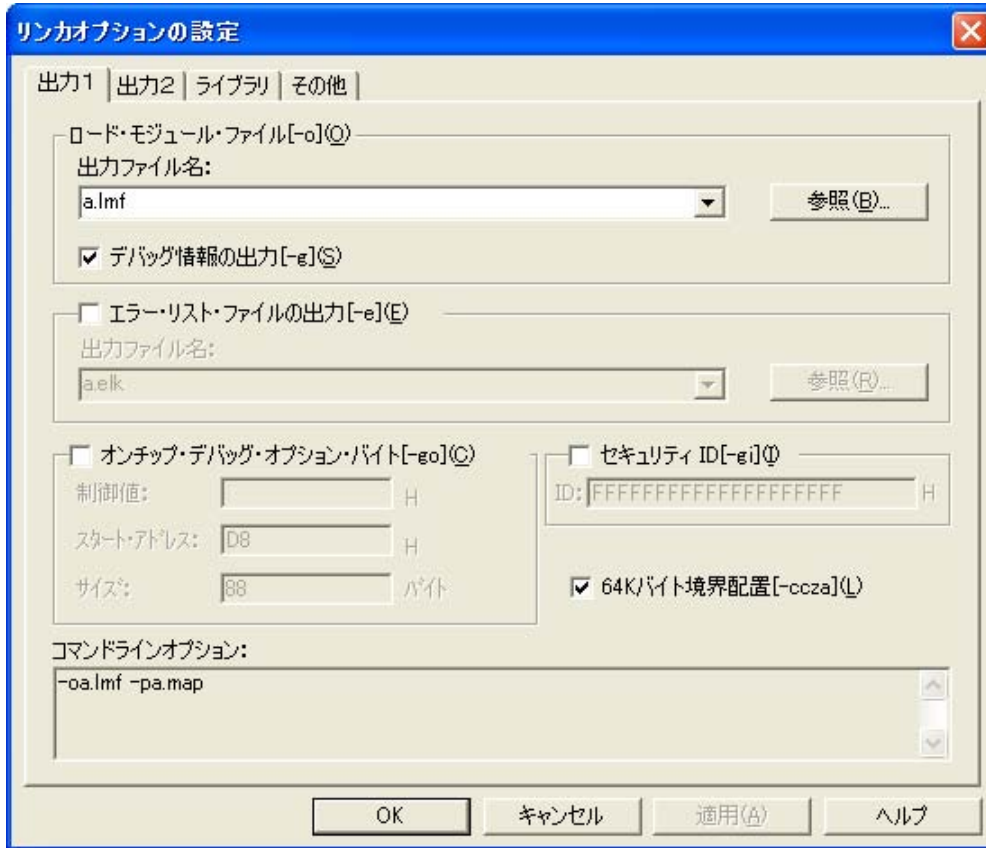 リンカオプションの設定
出力1 出力2 ライブラリ その他
ロード・モジュール・ファイル[-o](O)
出力ファイル名:
a.lmf
参照(B)...
デバッグ情報の出力[-g](S)
エラー・リスト・ファイルの出力[-e](E)
出力ファイル名:
a.elk
参照(R)...
オンチップ・デバッグ・オプション・バイト[-go](C)
制御値: H
スタート・アドレス: D8 H
サイズ: 88 バイト
セキュリティ ID[-gi](I)
ID: FFFFFFFFFFFFFFFFFFFF H
64Kバイト境界配置[-ccza](L)
コマンドラインオプション:
-oa.lmf -pa.map
OK キャンセル 適用(A) ヘルプ